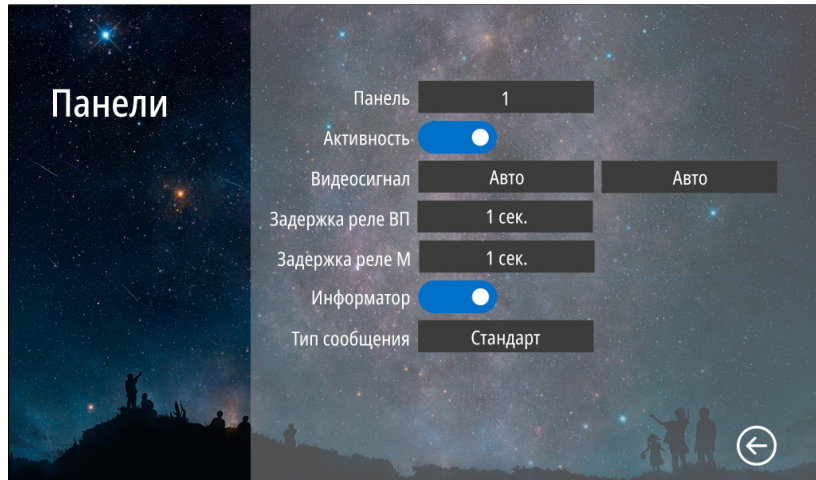 Панели
Панель 1
Активность
Видеосигнал Авто Авто
Задержка реле ВП 1 сек.
Задержка реле М 1 сек.
Информатор
Тип сообщения Стандарт